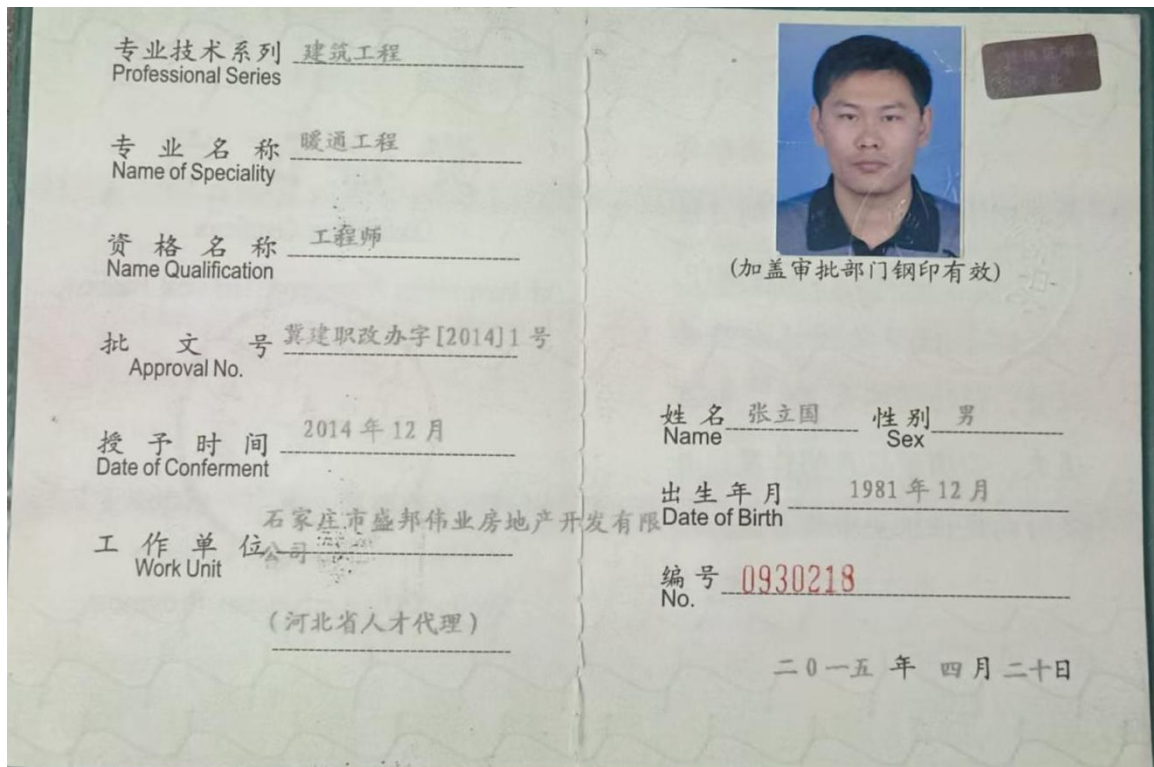 专业技术系列 建筑工程
Professional Series
专业名称 暖通工程
Name of Speciality
资格名称 工程师
Name Qualification
批文号 冀建职改办字[2014]1号
Approval No.
授予时间 2014年12月
Date of Conferment
石家庄市盛邦伟业房地产开发有限
工作单位 公司
Work Unit
(河北省人才代理)
(加盖审批部门钢印有效)
姓名 张立国 性别 男
Name Sex
出生年月 1981年12月
Date of Birth
编号 0930218
No.
二0一五 年 四月二十日